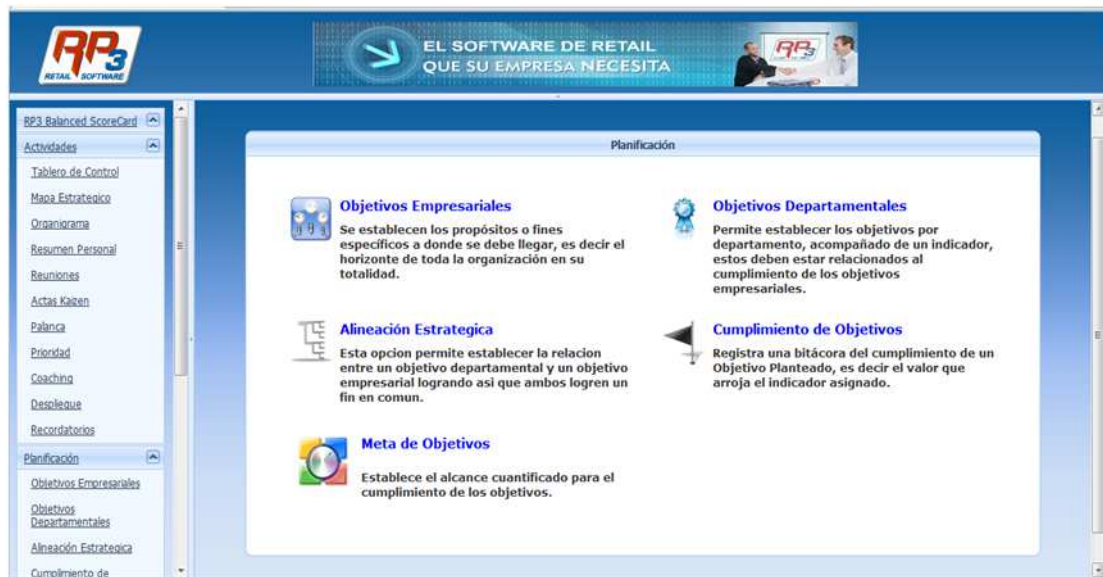 RP3
RETAIL SOFTWARE
EL SOFTWARE DE RETAIL
QUE SU EMPRESA NECESITA
RP3
RP3 Balanced ScoreCard
Actividades
Tablero de Control
Mapa Estrategico
Organigrama
Resumen Personal
Reuniones
Actas Kaizen
Palanca
Prioridad
Coaching
Despliegue
Recordatorios
Planificación
Objetivos Empresariales
Objetivos
Departamentales
Alineación Estrategica
Cumplimiento de
Planificación
Objetivos Empresariales
Se establecen los propósitos o fines
específicos a donde se debe llegar, es decir el
horizonte de toda la organización en su
totalidad.
Objetivos Departamentales
Permite establecer los objetivos por
departamento, acompañado de un indicador,
estos deben estar relacionados al
cumplimiento de los objetivos
empresariales.
Alineación Estrategica
Esta opcion permite establecer la relacion
entre un objetivo departamental y un objetivo
empresarial logrando asi que ambos logren un
fin en comun.
Cumplimiento de Objetivos
Registra una bitácora del cumplimiento de un
Objetivo Planteado, es decir el valor que
arroja el indicador asignado.
Meta de Objetivos
Establece el alcance cuantificado para el
cumplimiento de los objetivos.